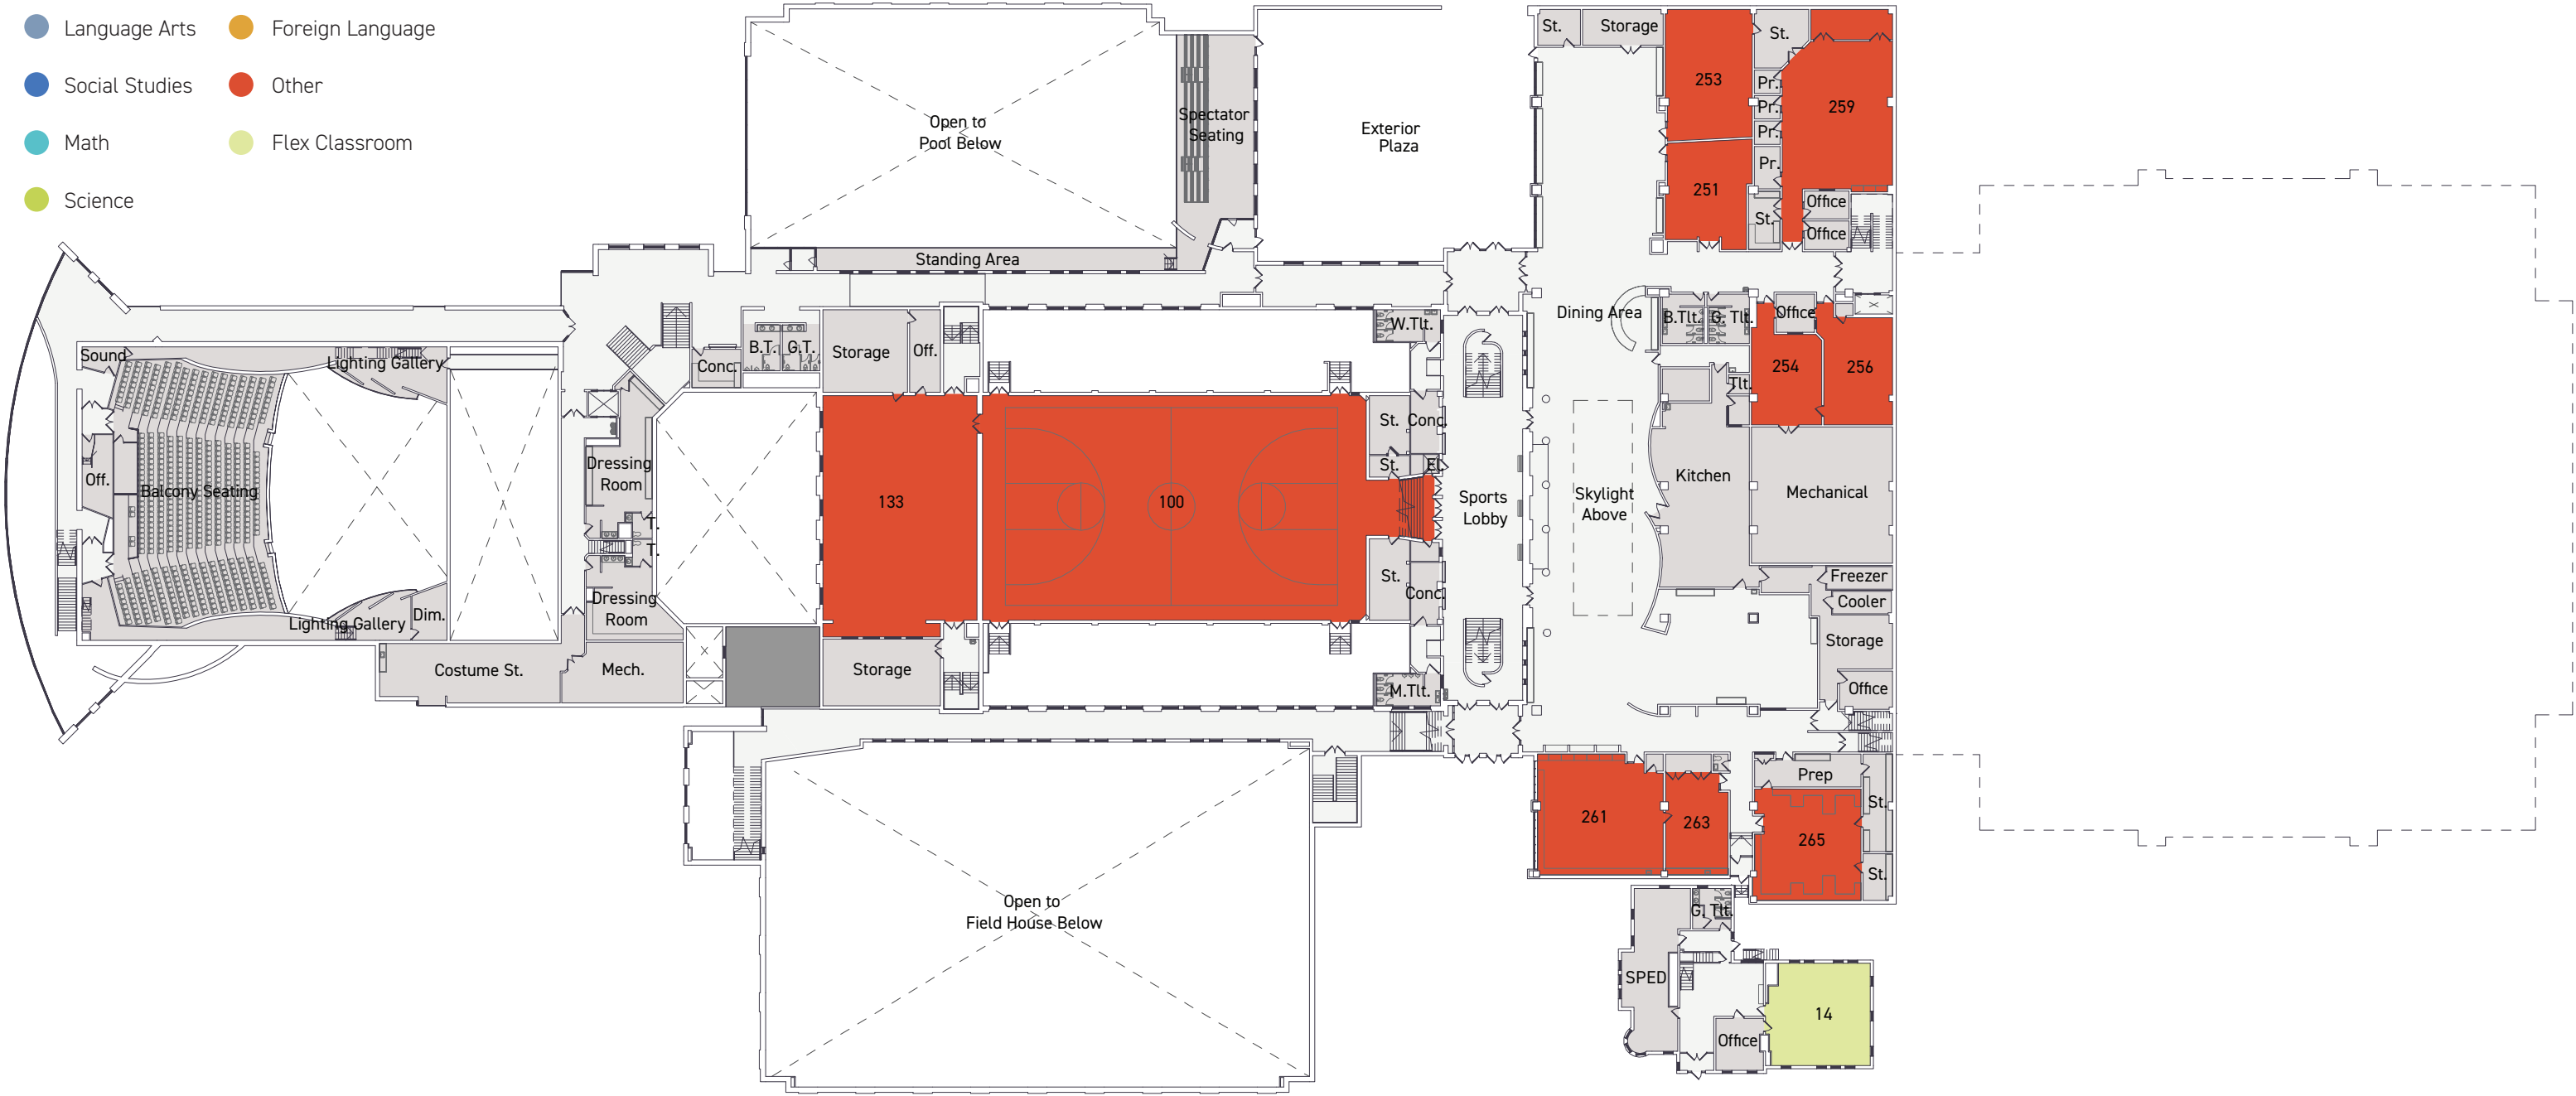 Language Arts
Foreign Language
Social Studies
Other
Math
Flex Classroom
Science
Open to
Pool Below
Spectator
Seating
Exterior
Plaza
Standing Area
St.
Storage
253
St.
Pr.
Pr.
Pr.
Pr.
259
251
St.
Office
Office
Sound
Lighting Gallery
Off.
Balcony Seating
Lighting Gallery
Dim.
Costume St.
Mech.
Dressing
Room
T.
T.
Dressing
Room
Conc.
B.T.
G.T.
Storage
Off.
133
Storage
100
W.Tlt.
St.
Conc.
St.
El.
St.
Conc.
M.Tlt.
Sports
Lobby
Dining Area
Skylight
Above
B.Tlt.
G. Tlt.
Office
254
256
Tlt.
Kitchen
Mechanical
Freezer
Cooler
Storage
Office
261
263
Prep
265
St.
St.
Open to
Field House Below
G. Tlt.
SPED
Office
14